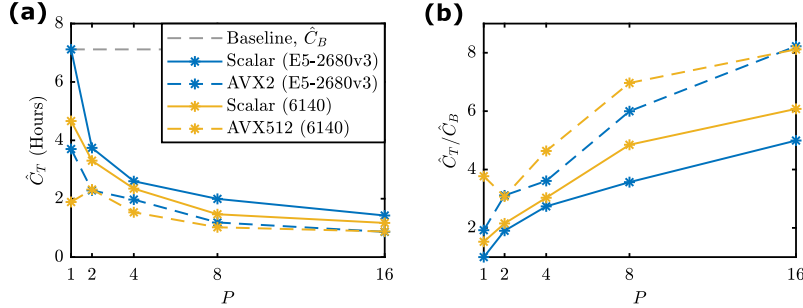 (a)
8
6
4
2
0
Ĉ_T (Hours)
1 2 4 8 16
P
Baseline, Ĉ_B
Scalar (E5-2680v3)
AVX2 (E5-2680v3)
Scalar (6140)
AVX512 (6140)
(b)
8
6
4
2
Ĉ_T/Ĉ_B
1 2 4 8 16
P